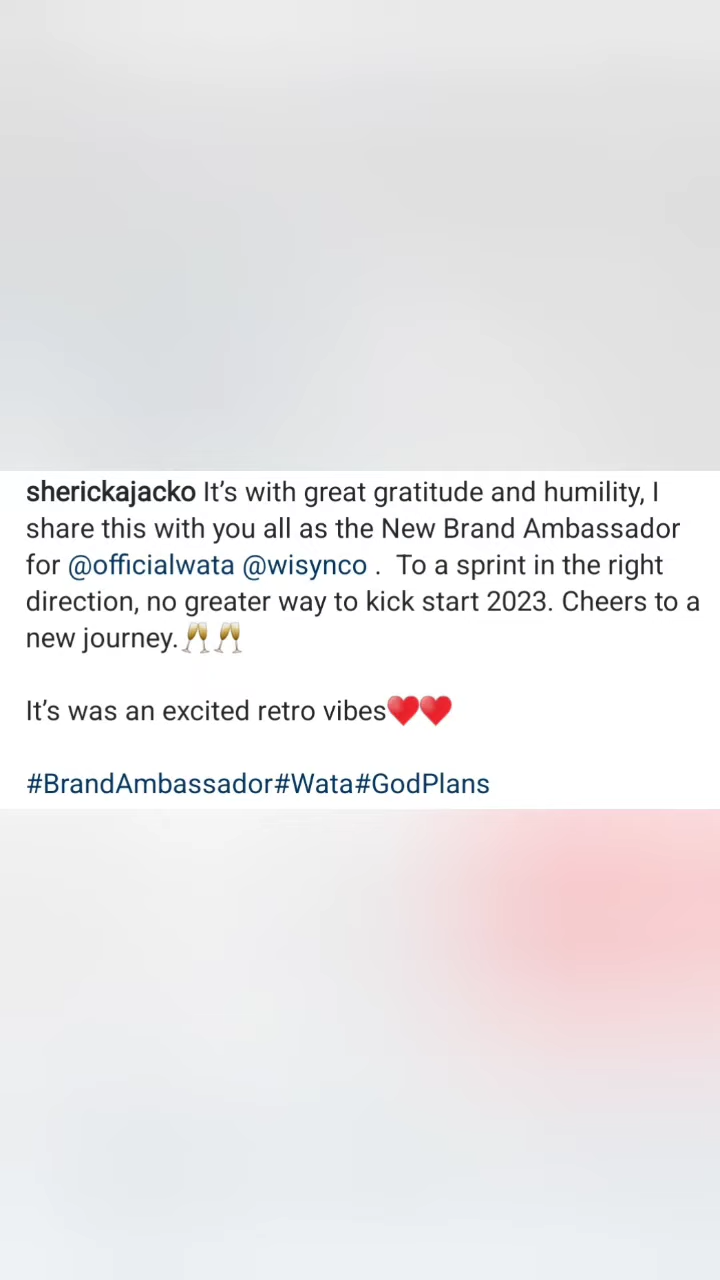 sherickajacko It’s with great gratitude and humility, I
share this with you all as the New Brand Ambassador
for @officialwata @wisynco .  To a sprint in the right
direction, no greater way to kick start 2023. Cheers to a
new journey.🥂🥂
It’s was an excited retro vibes❤️❤️
#BrandAmbassador#Wata#GodPlans